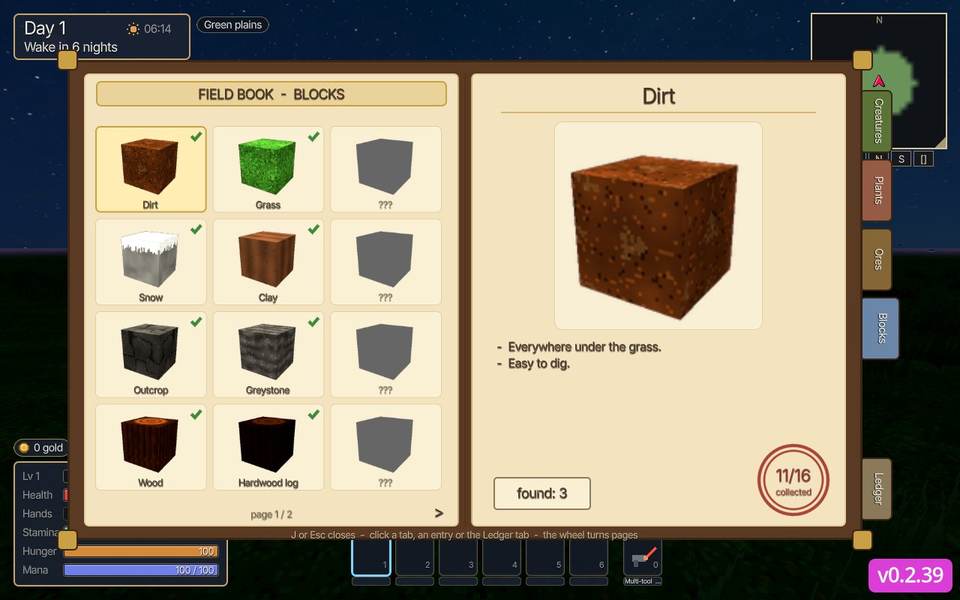 Day 1
06:14
Wake in 6 nights
Green plains
N
FIELD BOOK - BLOCKS
Dirt
Grass
???
Snow
Clay
???
Outcrop
Greystone
???
Wood
Hardwood log
???
page 1 / 2
>
Dirt
- Everywhere under the grass.
- Easy to dig.
found: 3
11/16
collected
Creatures
Plants
Ores
Blocks
Ledger
N
S
[]
0 gold
Lv 1
Health
Hands
Stamina
Hunger
100
Mana
100 / 100
J or Esc closes - click a tab, an entry or the Ledger tab - the wheel turns pages
1
2
3
4
5
6
0
Multi-tool ...
v0.2.39